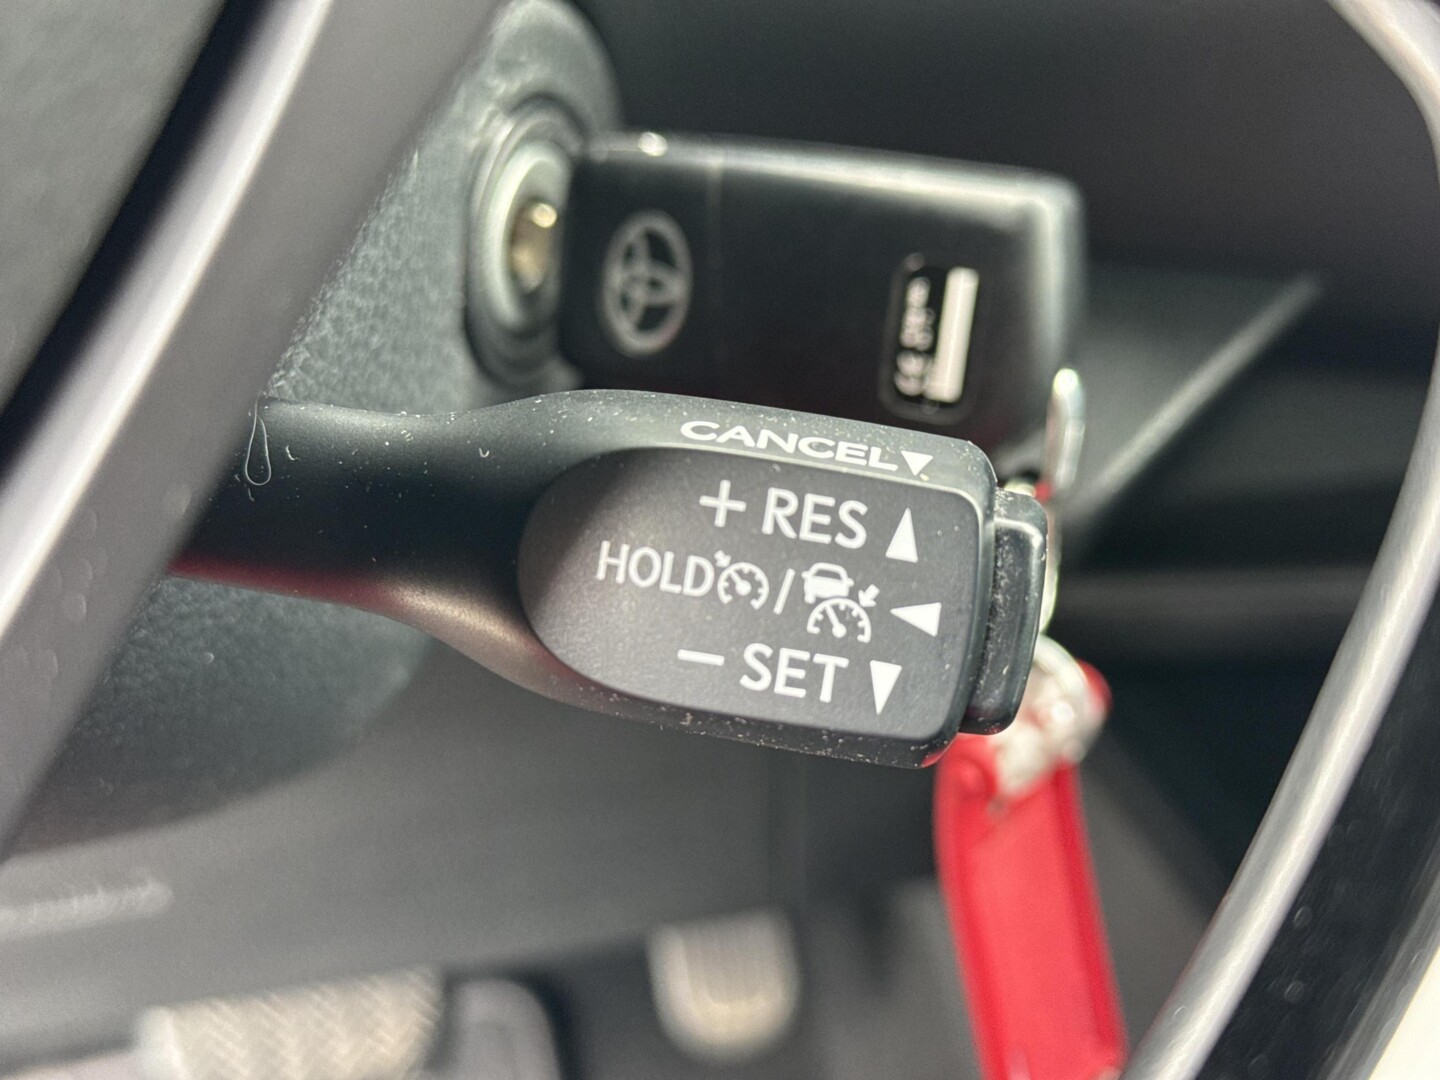 CANCEL▼
+ RES ▲
HOLD / ◀
− SET ▼